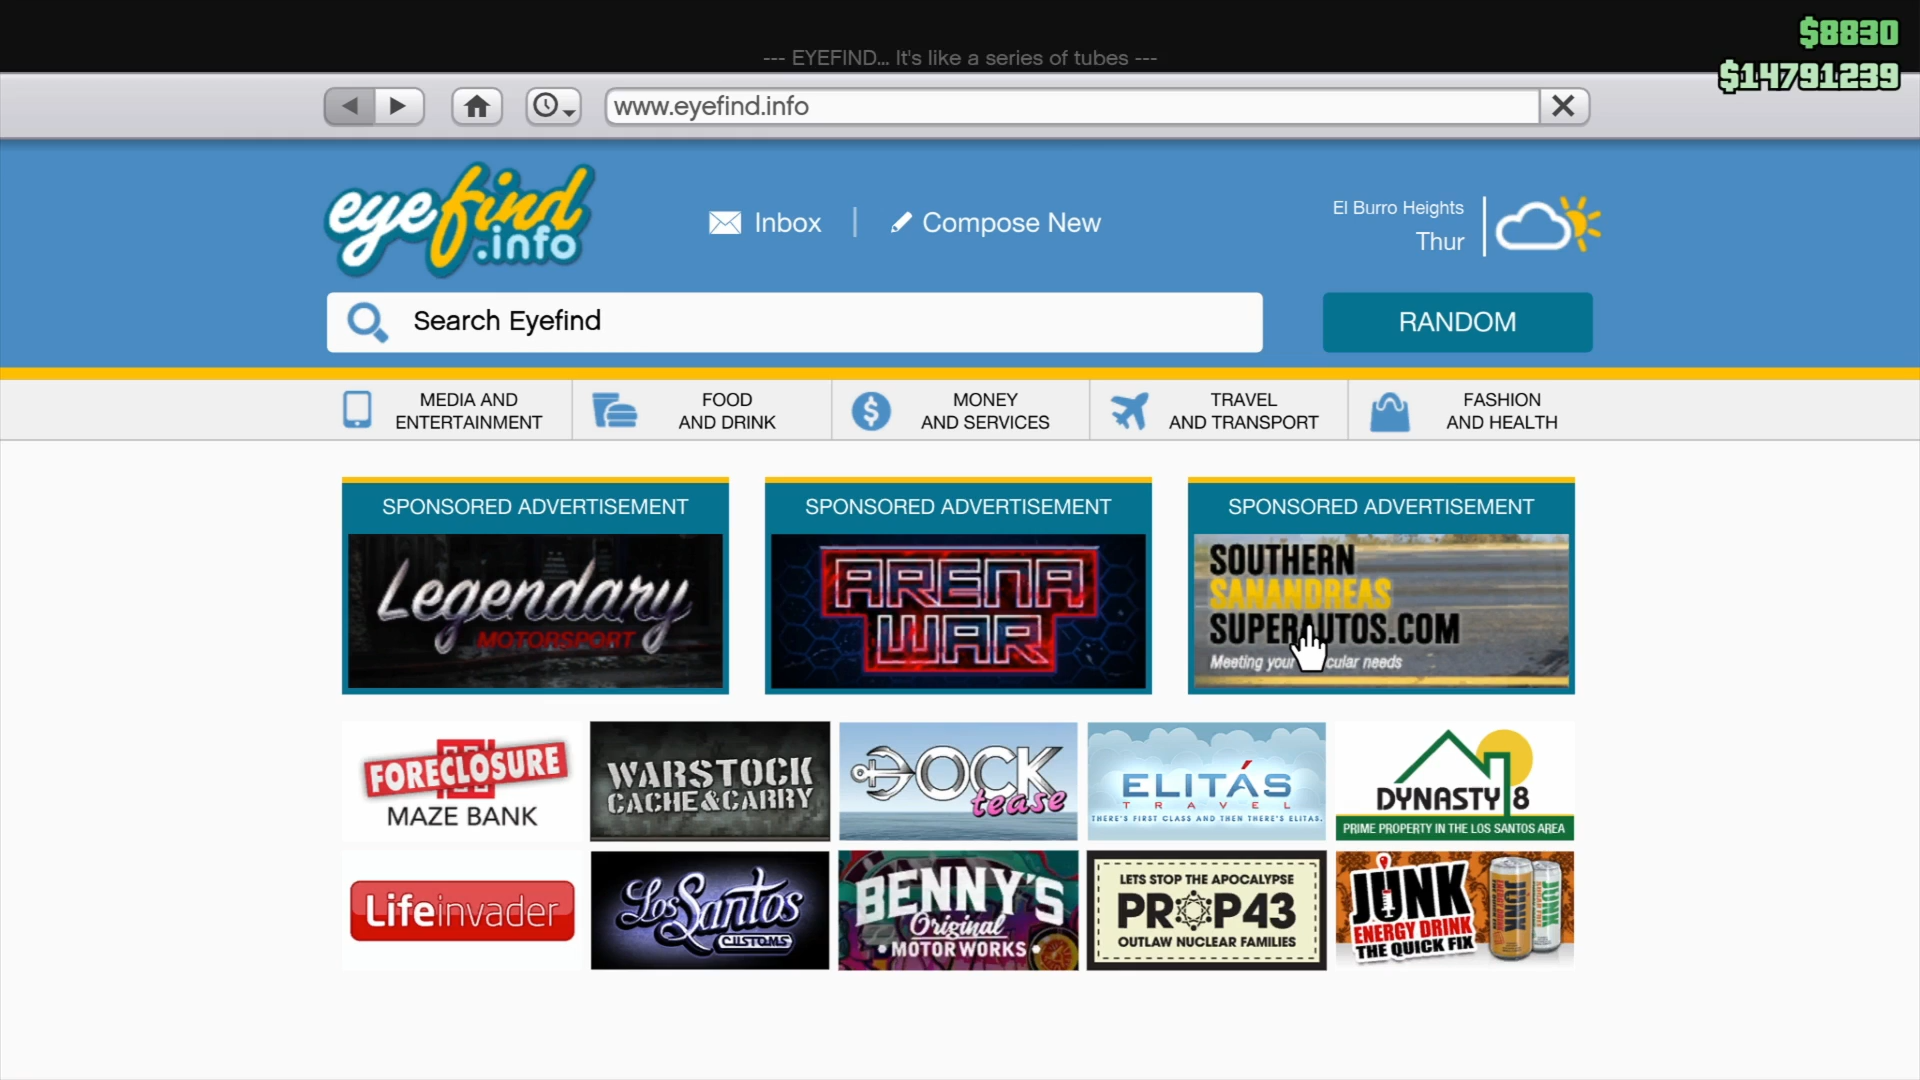 $8830
--- EYEFIND... It's like a series of tubes ---
$14791239
www.eyefind.info
eyefind
.info
Inbox
Compose New
El Burro Heights
Thur
Search Eyefind
RANDOM
MEDIA AND
ENTERTAINMENT
FOOD
AND DRINK
MONEY
AND SERVICES
TRAVEL
AND TRANSPORT
FASHION
AND HEALTH
SPONSORED ADVERTISEMENT
Legendary
MOTORSPORT
SPONSORED ADVERTISEMENT
ARENA
WAR
SPONSORED ADVERTISEMENT
SOUTHERN
SANANDREAS
SUPERAUTOS.COM
Meeting your cular needs
FORECLOSURE
MAZE BANK
WARSTOCK
CACHE&CARRY
DOCK
tease
ELITÁS
TRAVEL
THERE'S FIRST CLASS AND THEN THERE'S ELITAS.
DYNASTY 8
PRIME PROPERTY IN THE LOS SANTOS AREA
Lifeinvader
Los Santos
CUSTOMS
BENNY'S
Original
MOTOR WORKS
LETS STOP THE APOCALYPSE
PROP43
OUTLAW NUCLEAR FAMILIES
JUNK
ENERGY DRINK
THE QUICK FIX